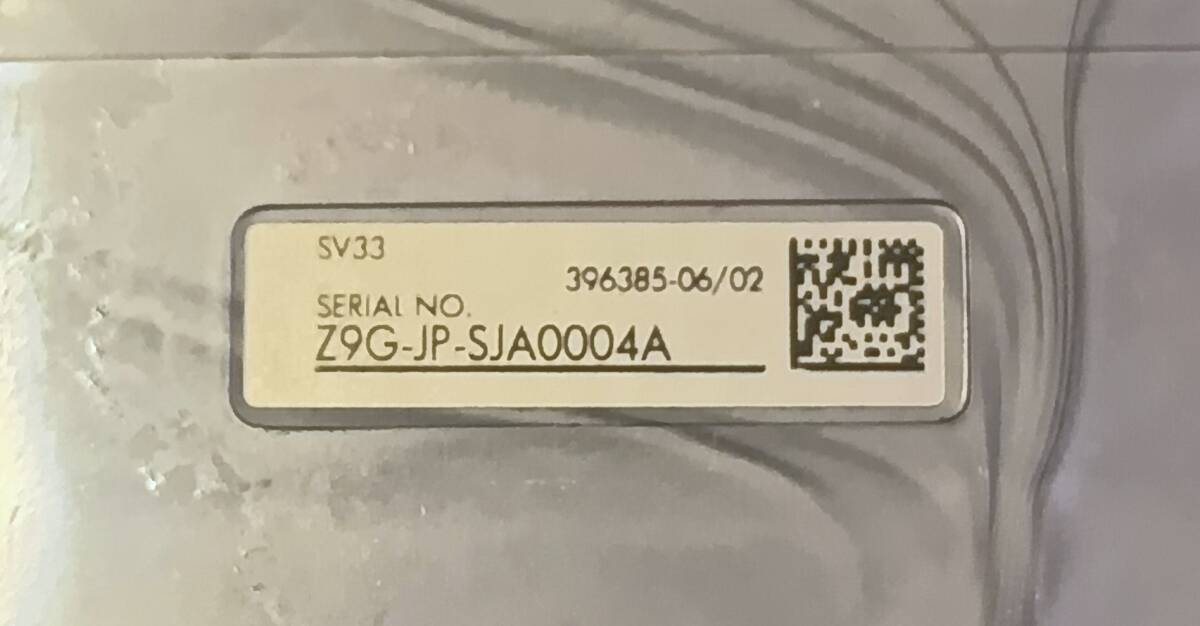 SV33
396385-06/02
SERIAL NO.
Z9G-JP-SJA0004A